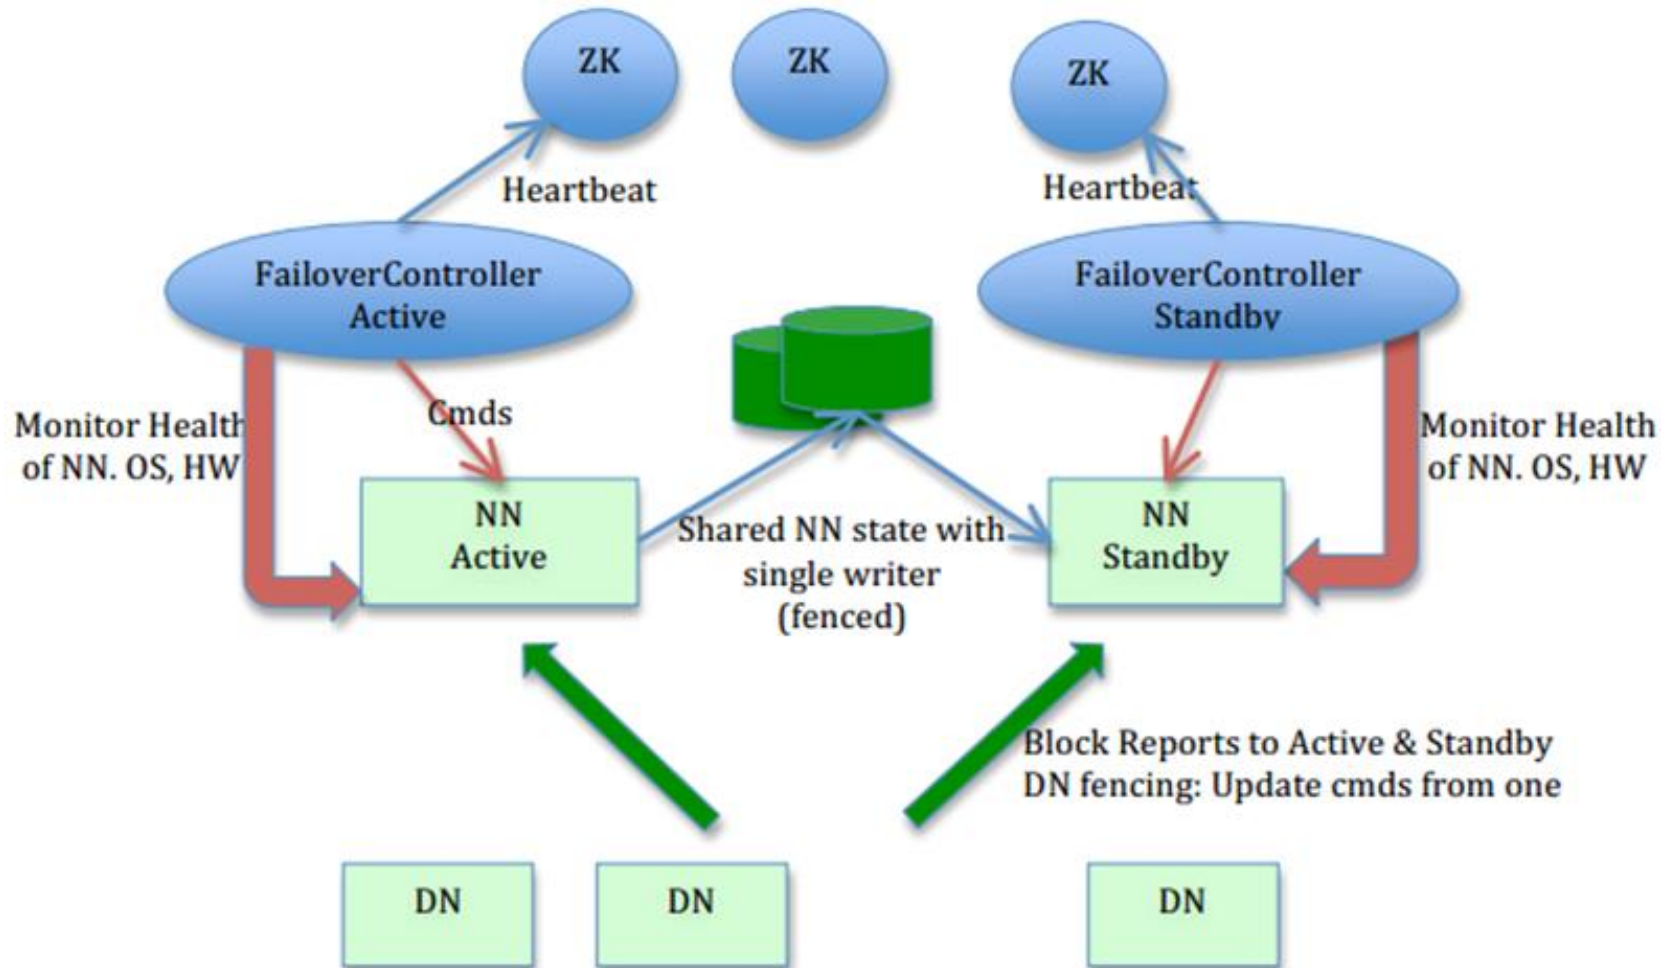 ZK
ZK
ZK
Heartbeat
Heartbeat
FailoverController
Active
FailoverController
Standby
Cmds
Monitor Health
of NN. OS, HW
Monitor Health
of NN. OS, HW
NN
Active
Shared NN state with
single writer
(fenced)
NN
Standby
Block Reports to Active & Standby
DN fencing: Update cmds from one
DN
DN
DN